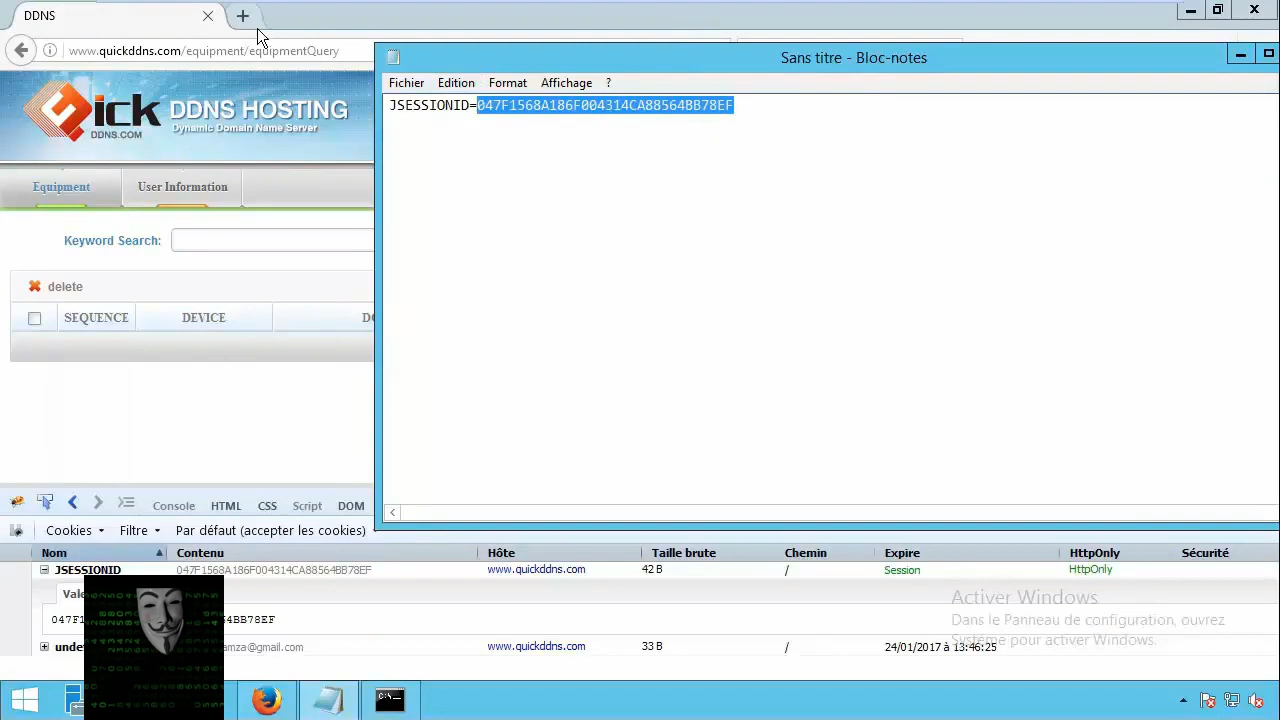 DDNS
www.quickddns.com/equipment/equipmentQuery
Sans titre - Bloc-notes
Fichier Edition Format Affichage ?
JSESSIONID=047F1568A186F004314CA88564BB78EF
ick DDNS HOSTING
DDNS.COM Dynamic Domain Name Server
Equipment User Information
Keyword Search:
delete
SEQUENCE DEVICE
Console HTML CSS Script DOM
Cookies Filtre Par défaut (accepter les cookies)
Nom Contenu Hôte Taille brute Chemin Expire HttpOnly Sécurité
JSESSIONID 047F1568A186F004314CA88564BB78EF www.quickddns.com 42 B / Session HttpOnly
Activer Windows
Dans le Panneau de configuration, ouvrez
pour activer Windows.
www.quickddns.com / 24/01/2017 à 13:46:25
C:\_